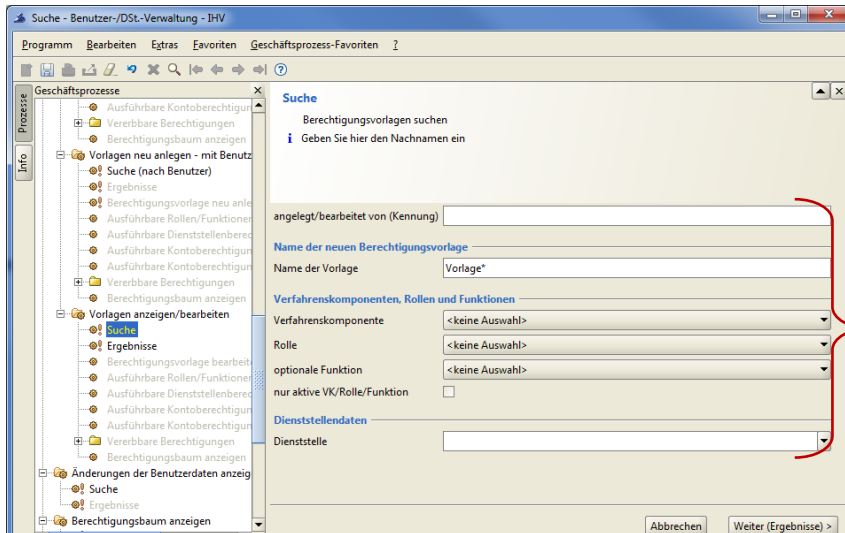 Suche - Benutzer-/DSt.-Verwaltung - IHV
Programm Bearbeiten Extras Favoriten Geschäftsprozess-Favoriten ?
Prozesse
Info
Geschäftsprozesse
Ausführbare Kontoberechtigun
Vererbbare Berechtigungen
Berechtigungsbaum anzeigen
Vorlagen neu anlegen - mit Benutz
Suche (nach Benutzer)
Ergebnisse
Berechtigungsvorlage neu anle
Ausführbare Rollen/Funktionen
Ausführbare Dienststellenberec
Ausführbare Kontoberechtigun
Ausführbare Kontoberechtigun
Vererbbare Berechtigungen
Berechtigungsbaum anzeigen
Vorlagen anzeigen/bearbeiten
Suche
Ergebnisse
Berechtigungsvorlage bearbeite
Ausführbare Rollen/Funktionen
Ausführbare Dienststellenberec
Ausführbare Kontoberechtigun
Ausführbare Kontoberechtigun
Vererbbare Berechtigungen
Berechtigungsbaum anzeigen
Änderungen der Benutzerdaten anzeig
Suche
Ergebnisse
Berechtigungsbaum anzeigen
Suche
Berechtigungsvorlagen suchen
i Geben Sie hier den Nachnamen ein
angelegt/bearbeitet von (Kennung)
Name der neuen Berechtigungsvorlage
Name der Vorlage Vorlage*
Verfahrenskomponenten, Rollen und Funktionen
Verfahrenskomponente <keine Auswahl>
Rolle <keine Auswahl>
optionale Funktion <keine Auswahl>
nur aktive VK/Rolle/Funktion
Dienststellendaten
Dienststelle
Abbrechen Weiter (Ergebnisse) >